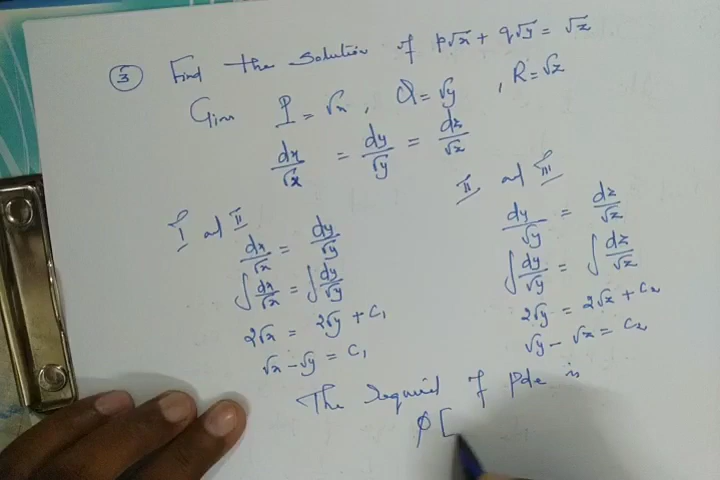 ③ Find the solution of p√x + q√y = √z
Given P = √x , Q = √y , R = √z
dx/√x = dy/√y = dz/√z
I and II
dx/√x = dy/√y
∫ dx/√x = ∫ dy/√y
2√x = 2√y + C₁
√x - √y = C₁
II and III
dy/√y = dz/√z
∫ dy/√y = ∫ dz/√z
2√y = 2√z + C₂
√y - √z = C₂
The required of pde is
φ [